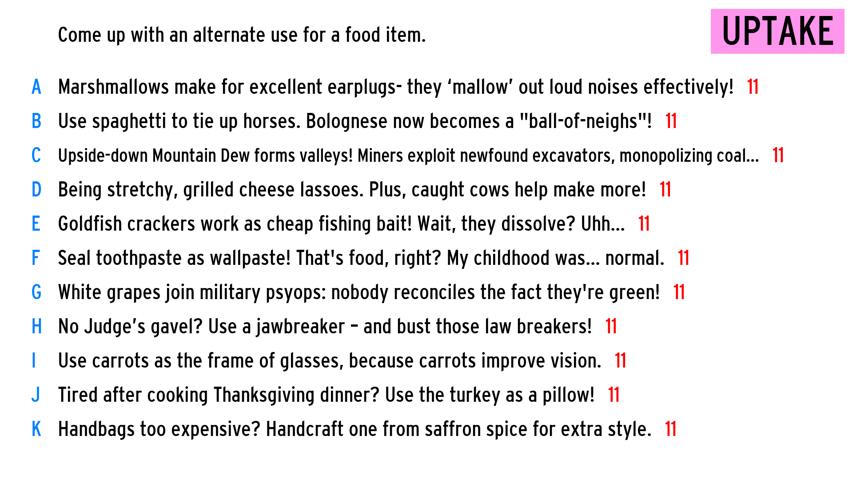 Come up with an alternate use for a food item.
UPTAKE
A Marshmallows make for excellent earplugs- they ‘mallow’ out loud noises effectively! 11
B Use spaghetti to tie up horses. Bolognese now becomes a "ball-of-neighs"! 11
C Upside-down Mountain Dew forms valleys! Miners exploit newfound excavators, monopolizing coal... 11
D Being stretchy, grilled cheese lassoes. Plus, caught cows help make more! 11
E Goldfish crackers work as cheap fishing bait! Wait, they dissolve? Uhh... 11
F Seal toothpaste as wallpaste! That's food, right? My childhood was... normal. 11
G White grapes join military psyops: nobody reconciles the fact they're green! 11
H No Judge’s gavel? Use a jawbreaker – and bust those law breakers! 11
I Use carrots as the frame of glasses, because carrots improve vision. 11
J Tired after cooking Thanksgiving dinner? Use the turkey as a pillow! 11
K Handbags too expensive? Handcraft one from saffron spice for extra style. 11